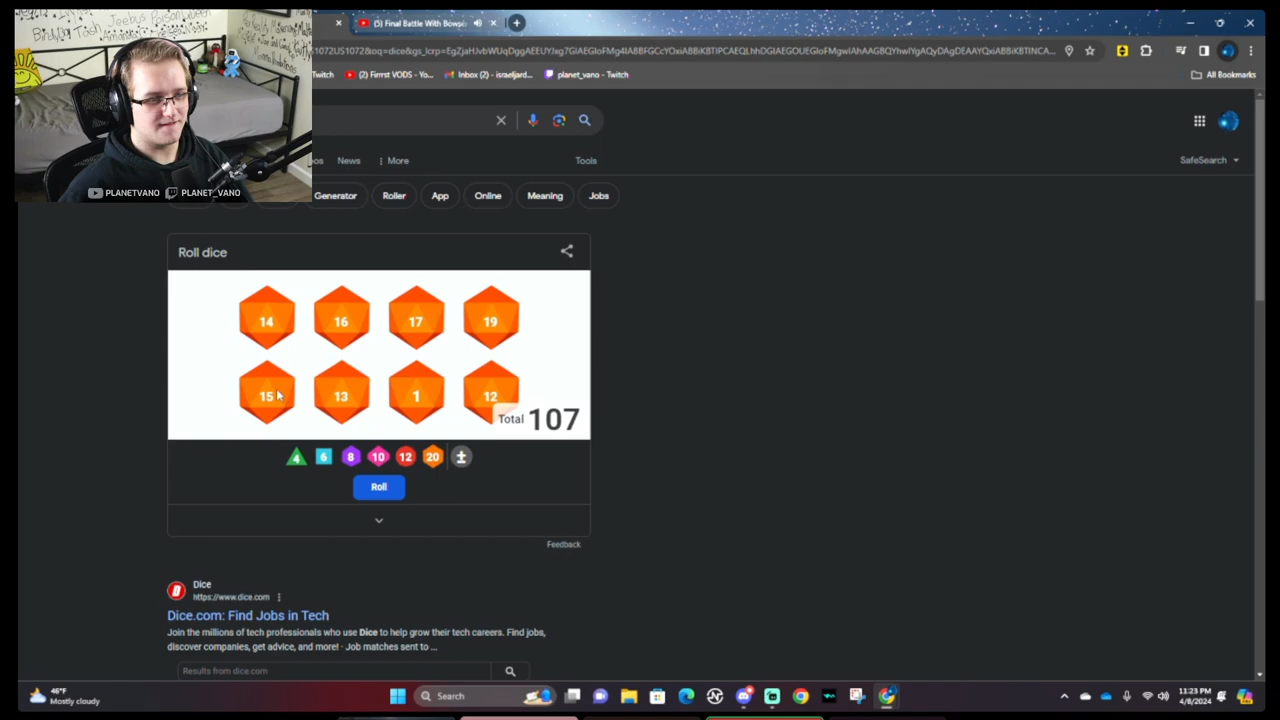 (5) Final Battle With Bowse
Twitch
(2) Firrrst VODS - Yo...
Inbox (2) - israeljard...
planet_vano - Twitch
All Bookmarks
PLANETVANO
PLANET_VANO
News
More
Tools
SafeSearch
Generator
Roller
App
Online
Meaning
Jobs
Roll dice
14 16 17 19
15 13 1 12
Total 107
4 6 8 10 12 20 ±
Roll
Feedback
Dice
https://www.dice.com
Dice.com: Find Jobs in Tech
Join the millions of tech professionals who use Dice to help grow their tech careers. Find jobs,
discover companies, get advice, and more! · Job matches sent to ...
Results from dice.com
46°F
Mostly cloudy
Search
11:23 PM
4/8/2024